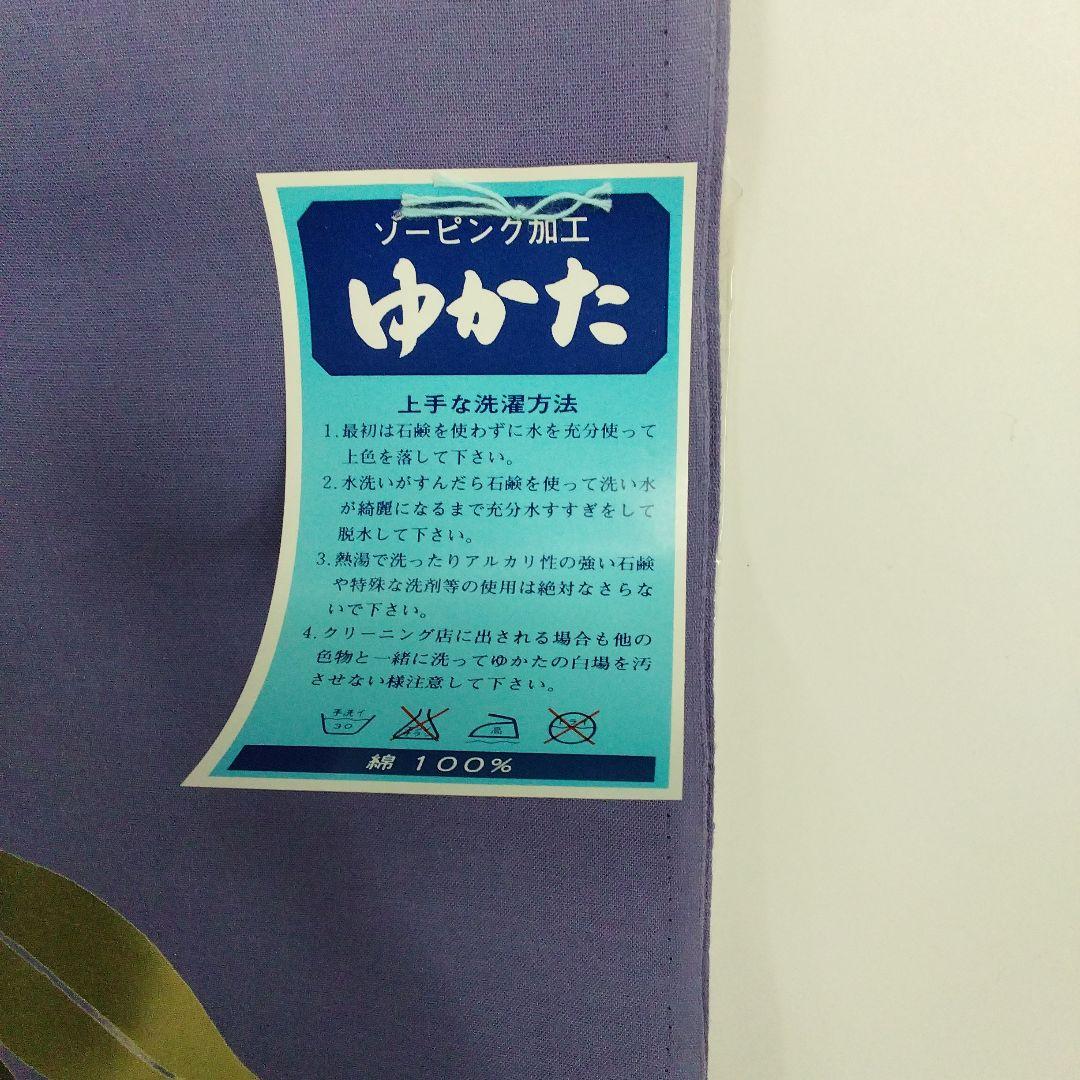 ソーピング加工
ゆかた
上手な洗濯方法
1.最初は石鹸を使わずに水を充分使って
上色を落して下さい。
2.水洗いがすんだら石鹸を使って洗い水
が綺麗になるまで充分水すすぎをして
脱水して下さい。
3.熱湯で洗ったりアルカリ性の強い石鹸
や特殊な洗剤等の使用は絶対なさらな
いで下さい。
4.クリーニング店に出される場合も他の
色物と一緒に洗ってゆかたの白場を汚
させない様注意して下さい。
手洗イ
30
高
ドライ
綿 100%